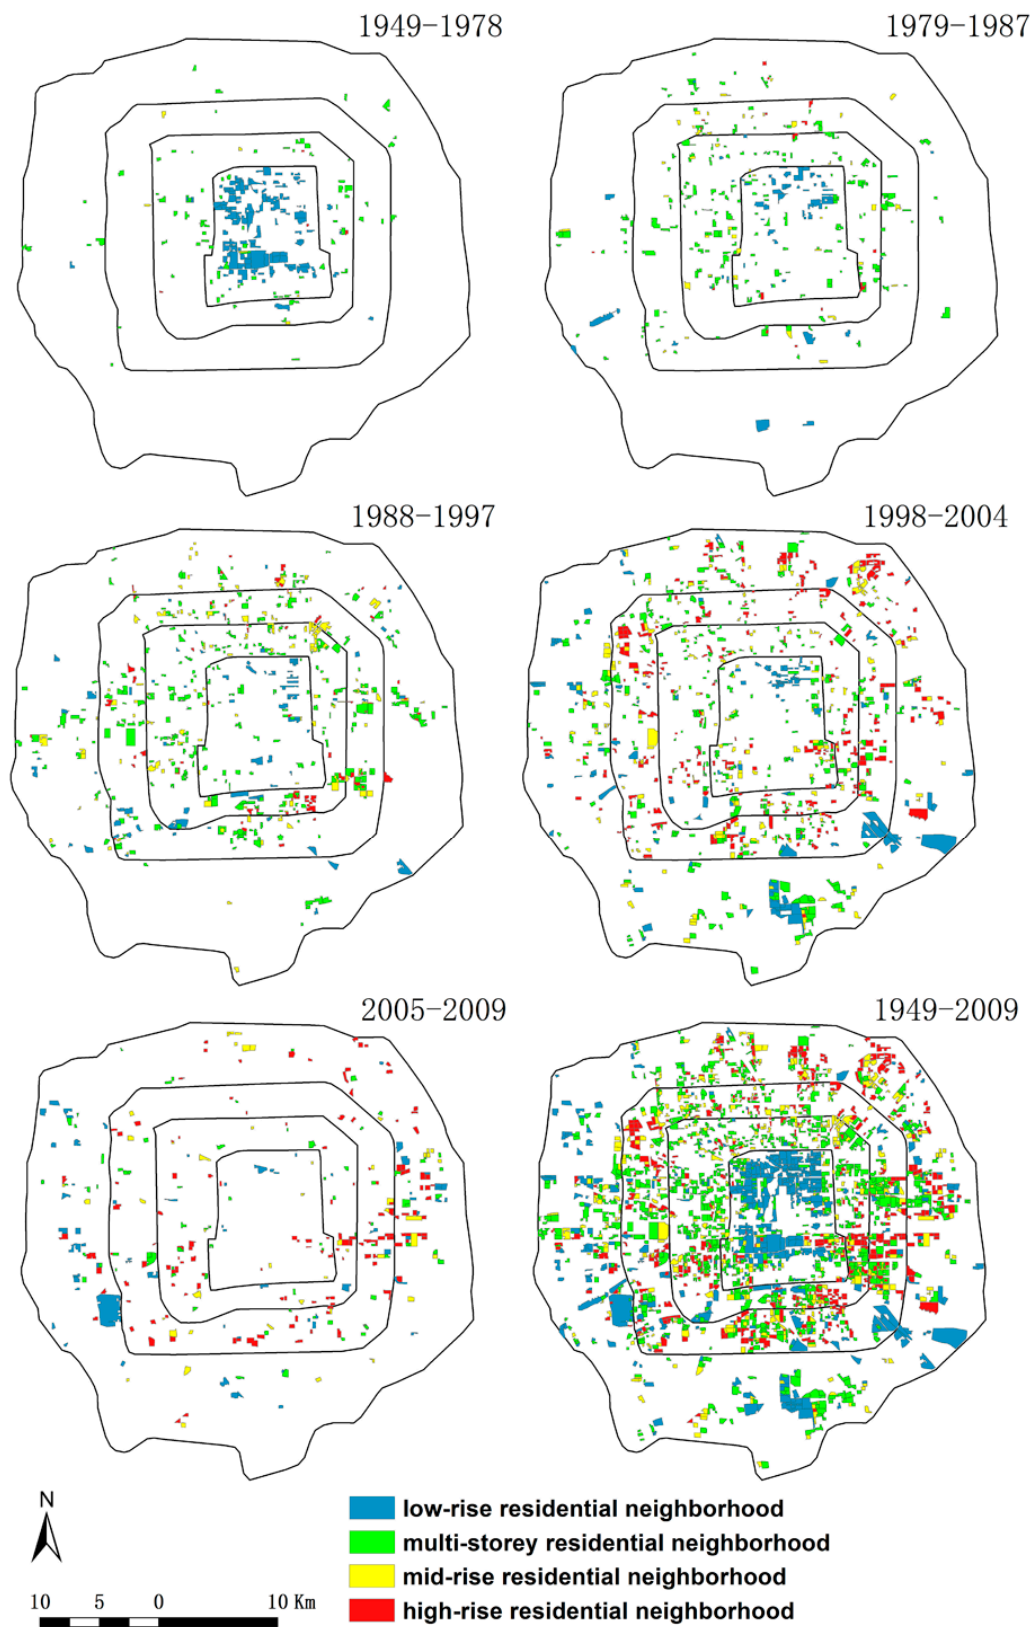 1949-1978
1979-1987
1988-1997
1998-2004
2005-2009
1949-2009
N
10 5 0 10 Km
low-rise residential neighborhood
multi-storey residential neighborhood
mid-rise residential neighborhood
high-rise residential neighborhood